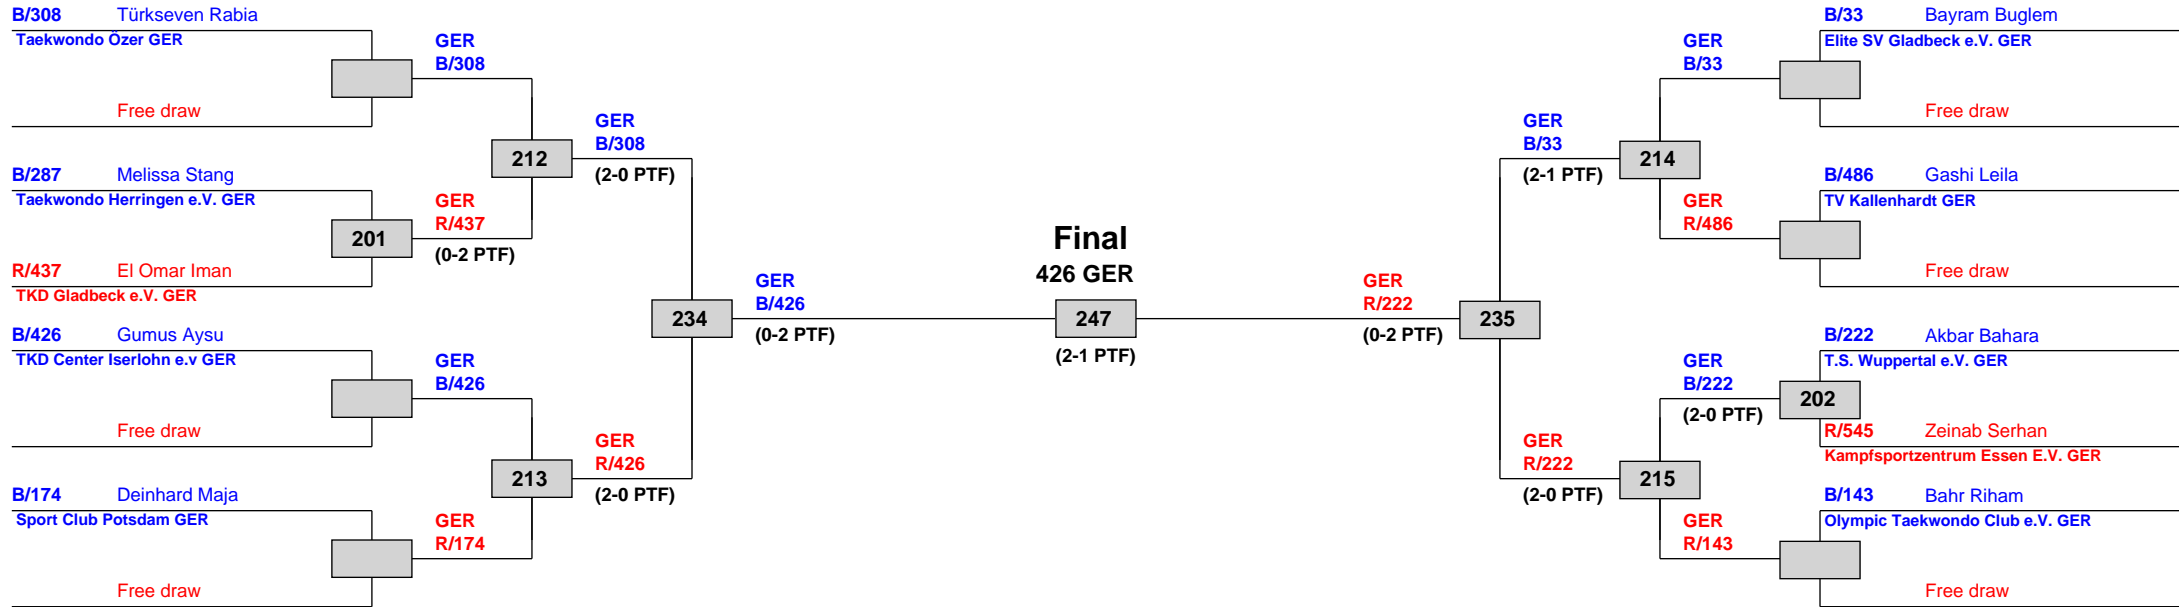 B/308 Türkseven Rabia
Taekwondo Özer GER
Free draw
B/287 Melissa Stang
Taekwondo Herringen e.V. GER
201
R/437 El Omar Iman
TKD Gladbeck e.V. GER
B/426 Gumus Aysu
TKD Center Iserlohn e.v GER
Free draw
B/174 Deinhard Maja
Sport Club Potsdam GER
Free draw
GER
B/308
212
GER
R/437
(0-2 PTF)
GER
B/426
213
GER
R/174
GER
B/308
(2-0 PTF)
234
GER
R/426
(2-0 PTF)
GER
B/426
(0-2 PTF)
Final
426 GER
247
(2-1 PTF)
GER
R/222
(0-2 PTF)
235
GER
B/33
(2-1 PTF)
GER
R/222
(2-0 PTF)
214
GER
B/33
GER
R/486
215
GER
B/222
(2-0 PTF)
GER
R/143
B/33 Bayram Buglem
Elite SV Gladbeck e.V. GER
Free draw
B/486 Gashi Leila
TV Kallenhardt GER
Free draw
B/222 Akbar Bahara
T.S. Wuppertal e.V. GER
202
R/545 Zeinab Serhan
Kampfsportzentrum Essen E.V. GER
B/143 Bahr Riham
Olympic Taekwondo Club e.V. GER
Free draw